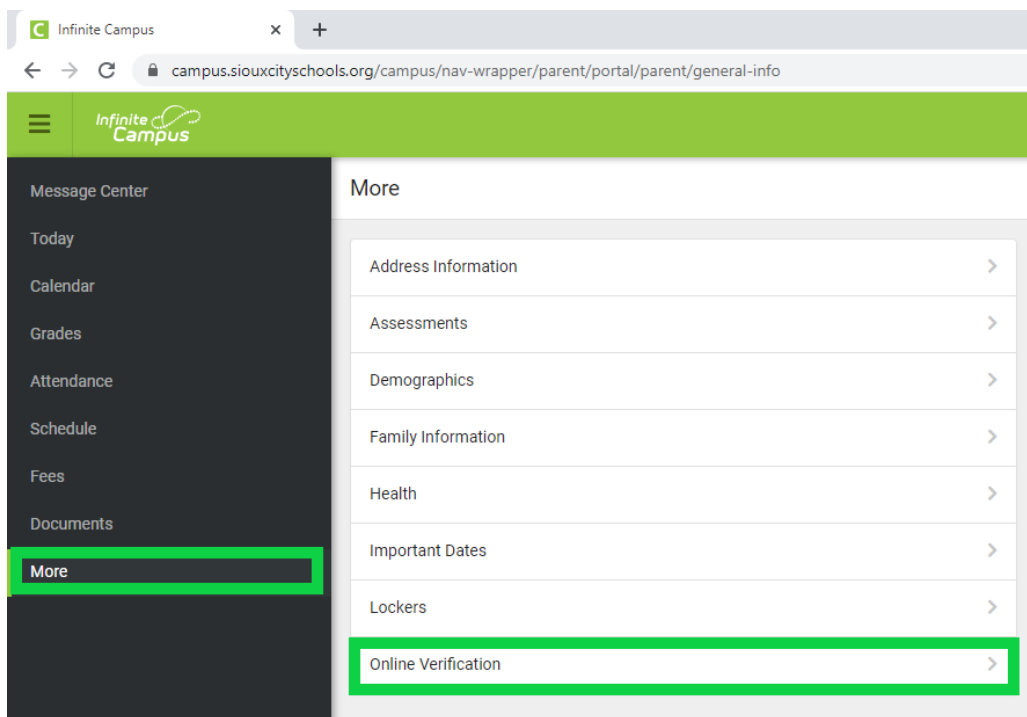 Infinite Campus
campus.siouxcityschools.org/campus/nav-wrapper/parent/portal/parent/general-info
Infinite
Campus
Message Center
Today
Calendar
Grades
Attendance
Schedule
Fees
Documents
More
More
Address Information
Assessments
Demographics
Family Information
Health
Important Dates
Lockers
Online Verification